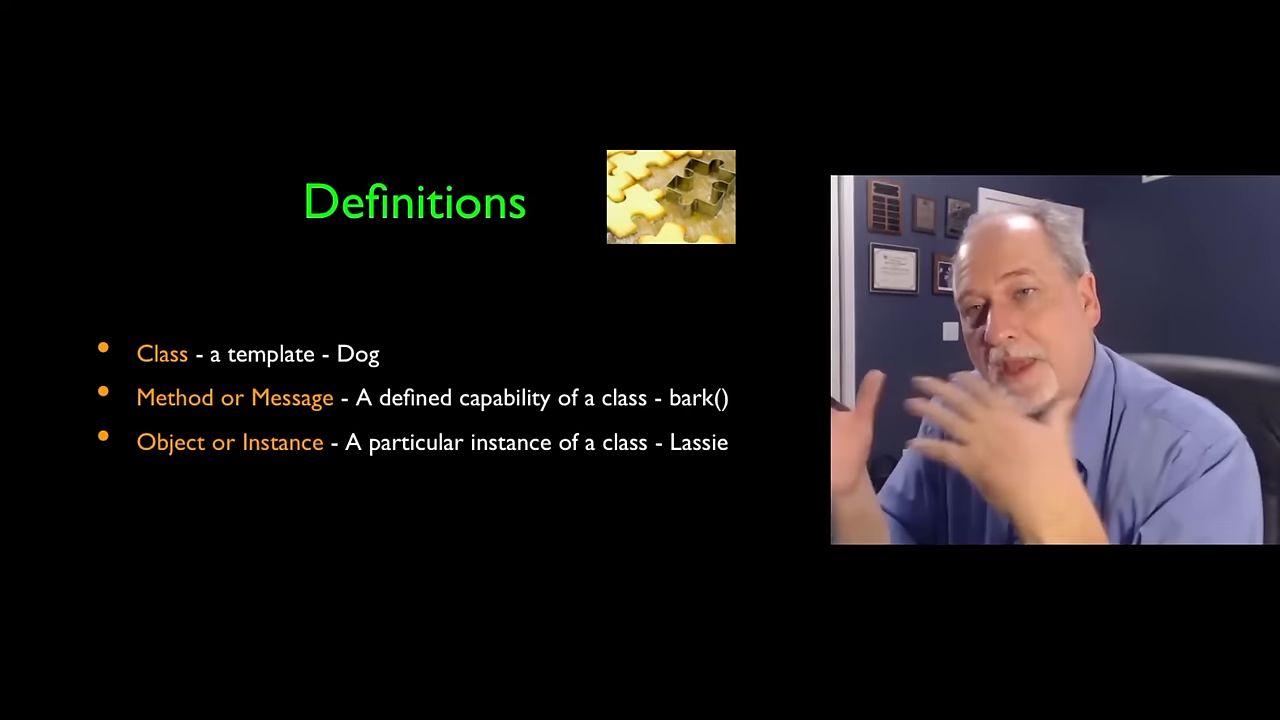 Definitions
Class - a template - Dog
Method or Message - A defined capability of a class - bark()
Object or Instance - A particular instance of a class - Lassie